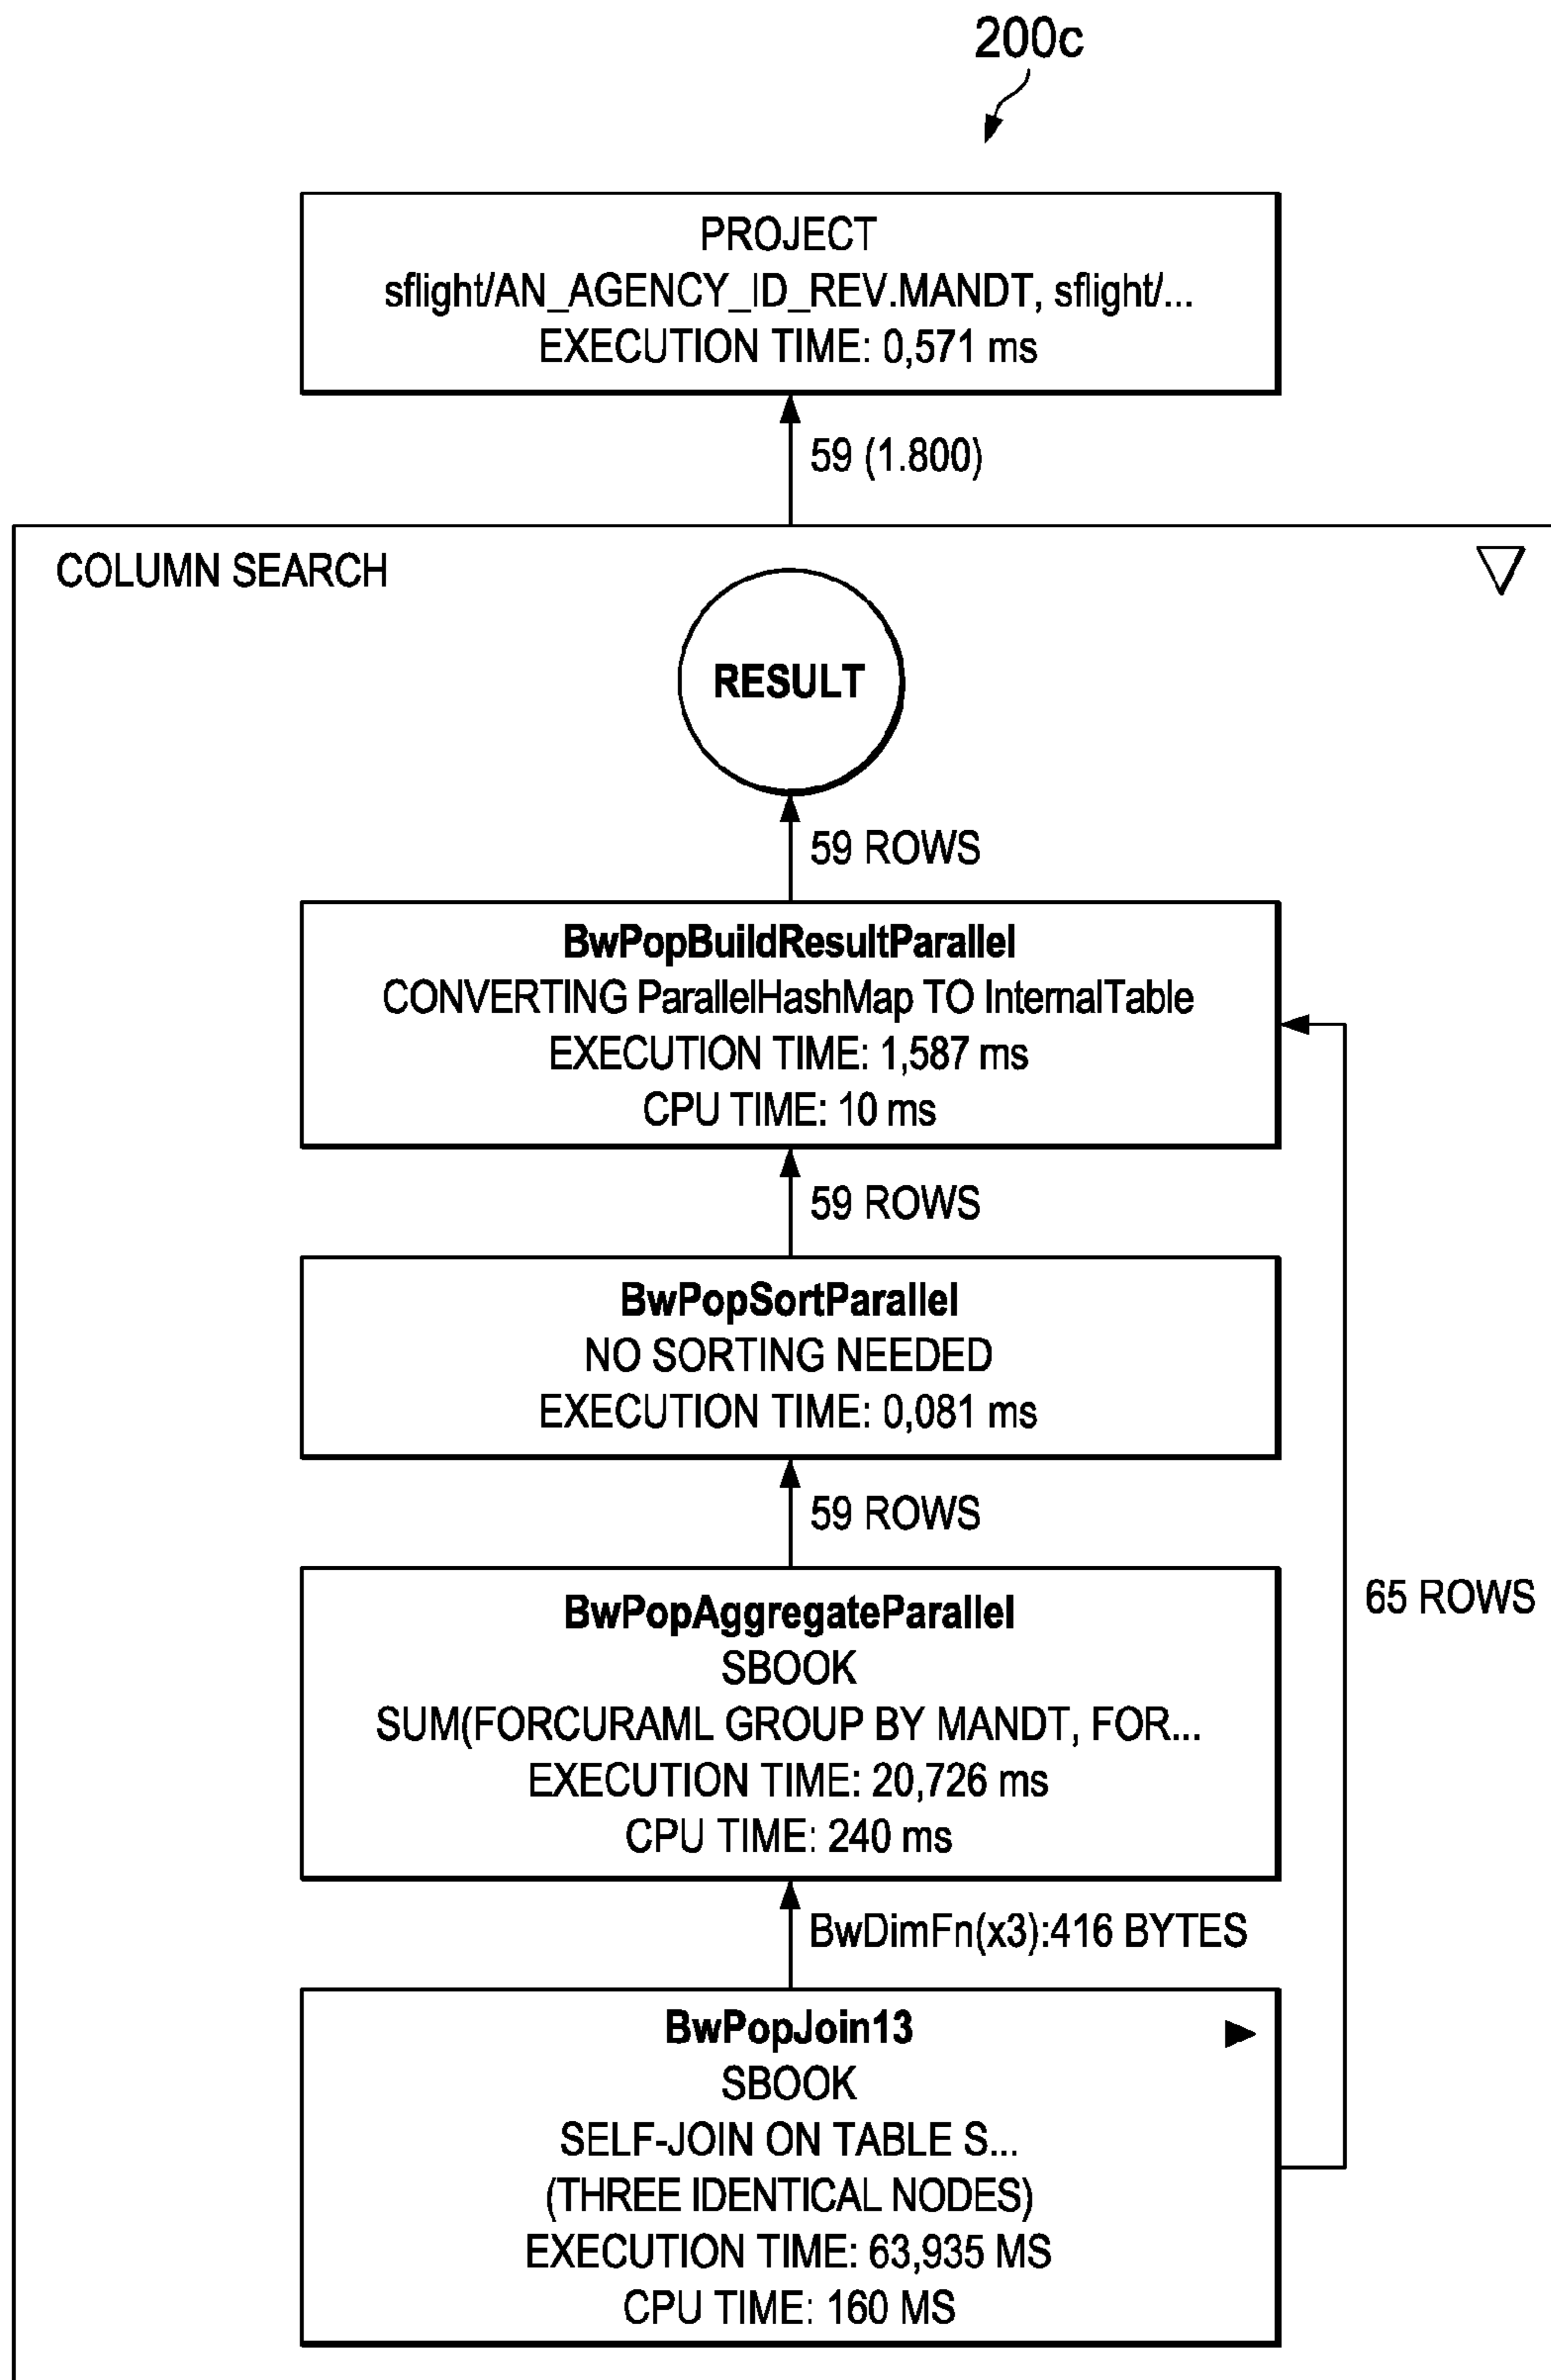 200c
PROJECT
sflight/AN_AGENCY_ID_REV.MANDT, sflight/...
EXECUTION TIME: 0,571 ms
59 (1.800)
COLUMN SEARCH
RESULT
59 ROWS
BwPopBuildResultParallel
CONVERTING ParallelHashMap TO InternalTable
EXECUTION TIME: 1,587 ms
CPU TIME: 10 ms
59 ROWS
BwPopSortParallel
NO SORTING NEEDED
EXECUTION TIME: 0,081 ms
59 ROWS
BwPopAggregateParallel
SBOOK
SUM(FORCURAML GROUP BY MANDT, FOR...
EXECUTION TIME: 20,726 ms
CPU TIME: 240 ms
65 ROWS
BwDimFn(x3):416 BYTES
BwPopJoin13
SBOOK
SELF-JOIN ON TABLE S...
(THREE IDENTICAL NODES)
EXECUTION TIME: 63,935 MS
CPU TIME: 160 MS